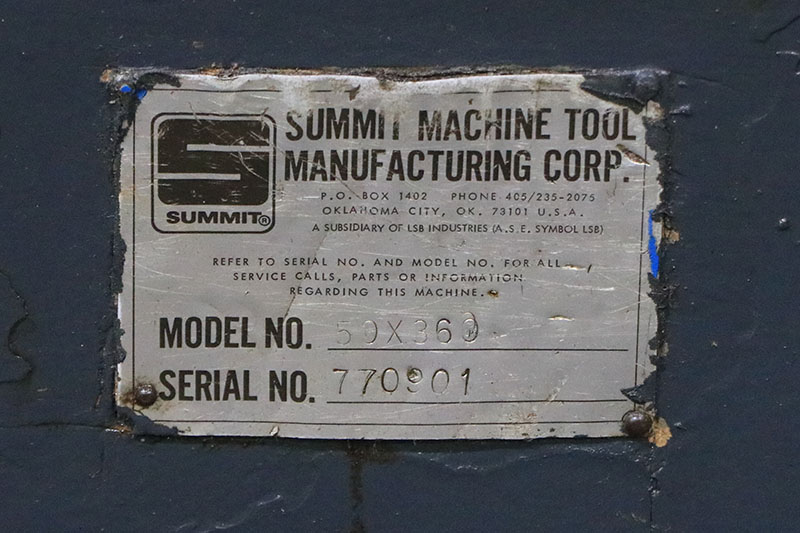 SUMMIT MACHINE TOOL
MANUFACTURING CORP.
SUMMIT®
P.O. BOX 1402 PHONE 405/235-2075
OKLAHOMA CITY, OK. 73101 U.S.A.
A SUBSIDIARY OF LSB INDUSTRIES (A.S.E. SYMBOL LSB)
REFER TO SERIAL NO. AND MODEL NO. FOR ALL
SERVICE CALLS, PARTS OR INFORMATION
REGARDING THIS MACHINE.
MODEL NO. 50X360
SERIAL NO. 770901